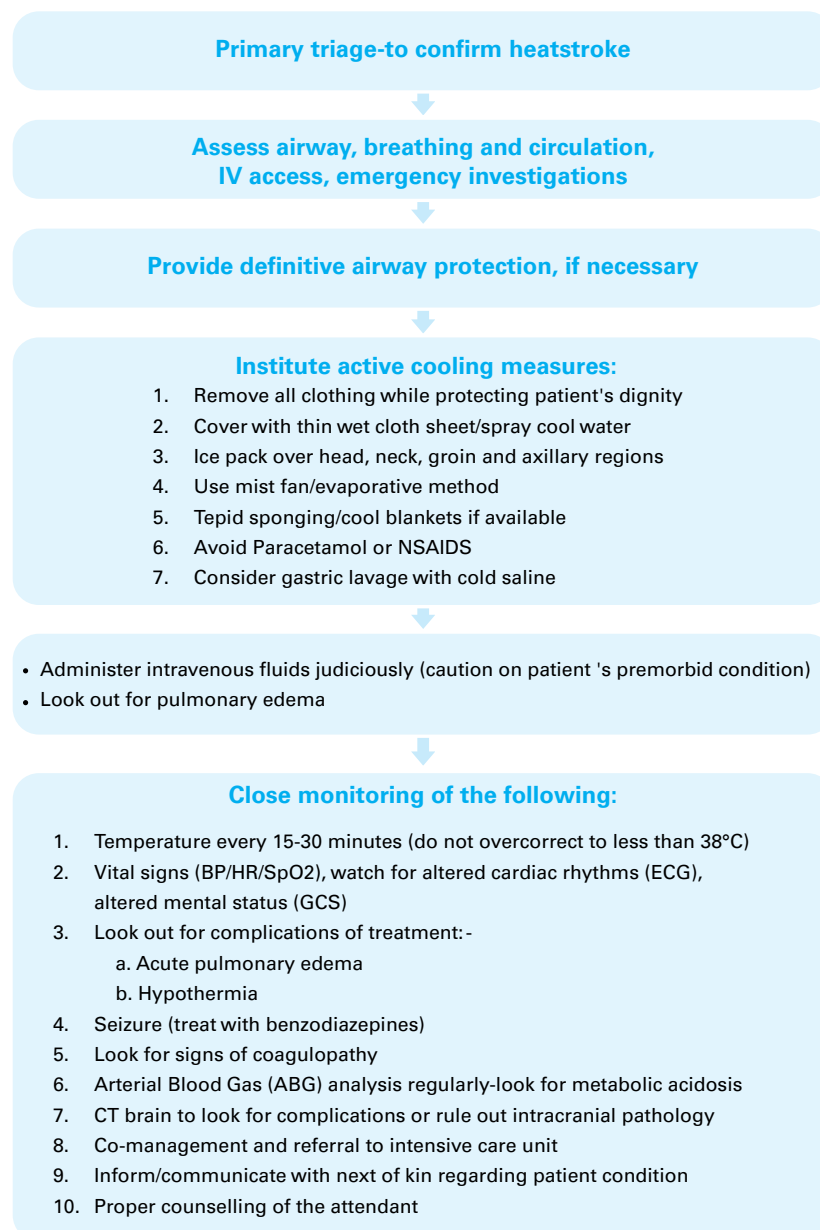 Primary triage-to confirm heatstroke
Assess airway, breathing and circulation,
IV access, emergency investigations
Provide definitive airway protection, if necessary
Institute active cooling measures:
1. Remove all clothing while protecting patient's dignity
2. Cover with thin wet cloth sheet/spray cool water
3. Ice pack over head, neck, groin and axillary regions
4. Use mist fan/evaporative method
5. Tepid sponging/cool blankets if available
6. Avoid Paracetamol or NSAIDS
7. Consider gastric lavage with cold saline
• Administer intravenous fluids judiciously (caution on patient 's premorbid condition)
• Look out for pulmonary edema
Close monitoring of the following:
1. Temperature every 15-30 minutes (do not overcorrect to less than 38°C)
2. Vital signs (BP/HR/SpO2), watch for altered cardiac rhythms (ECG),
altered mental status (GCS)
3. Look out for complications of treatment:-
a. Acute pulmonary edema
b. Hypothermia
4. Seizure (treat with benzodiazepines)
5. Look for signs of coagulopathy
6. Arterial Blood Gas (ABG) analysis regularly-look for metabolic acidosis
7. CT brain to look for complications or rule out intracranial pathology
8. Co-management and referral to intensive care unit
9. Inform/communicate with next of kin regarding patient condition
10. Proper counselling of the attendant